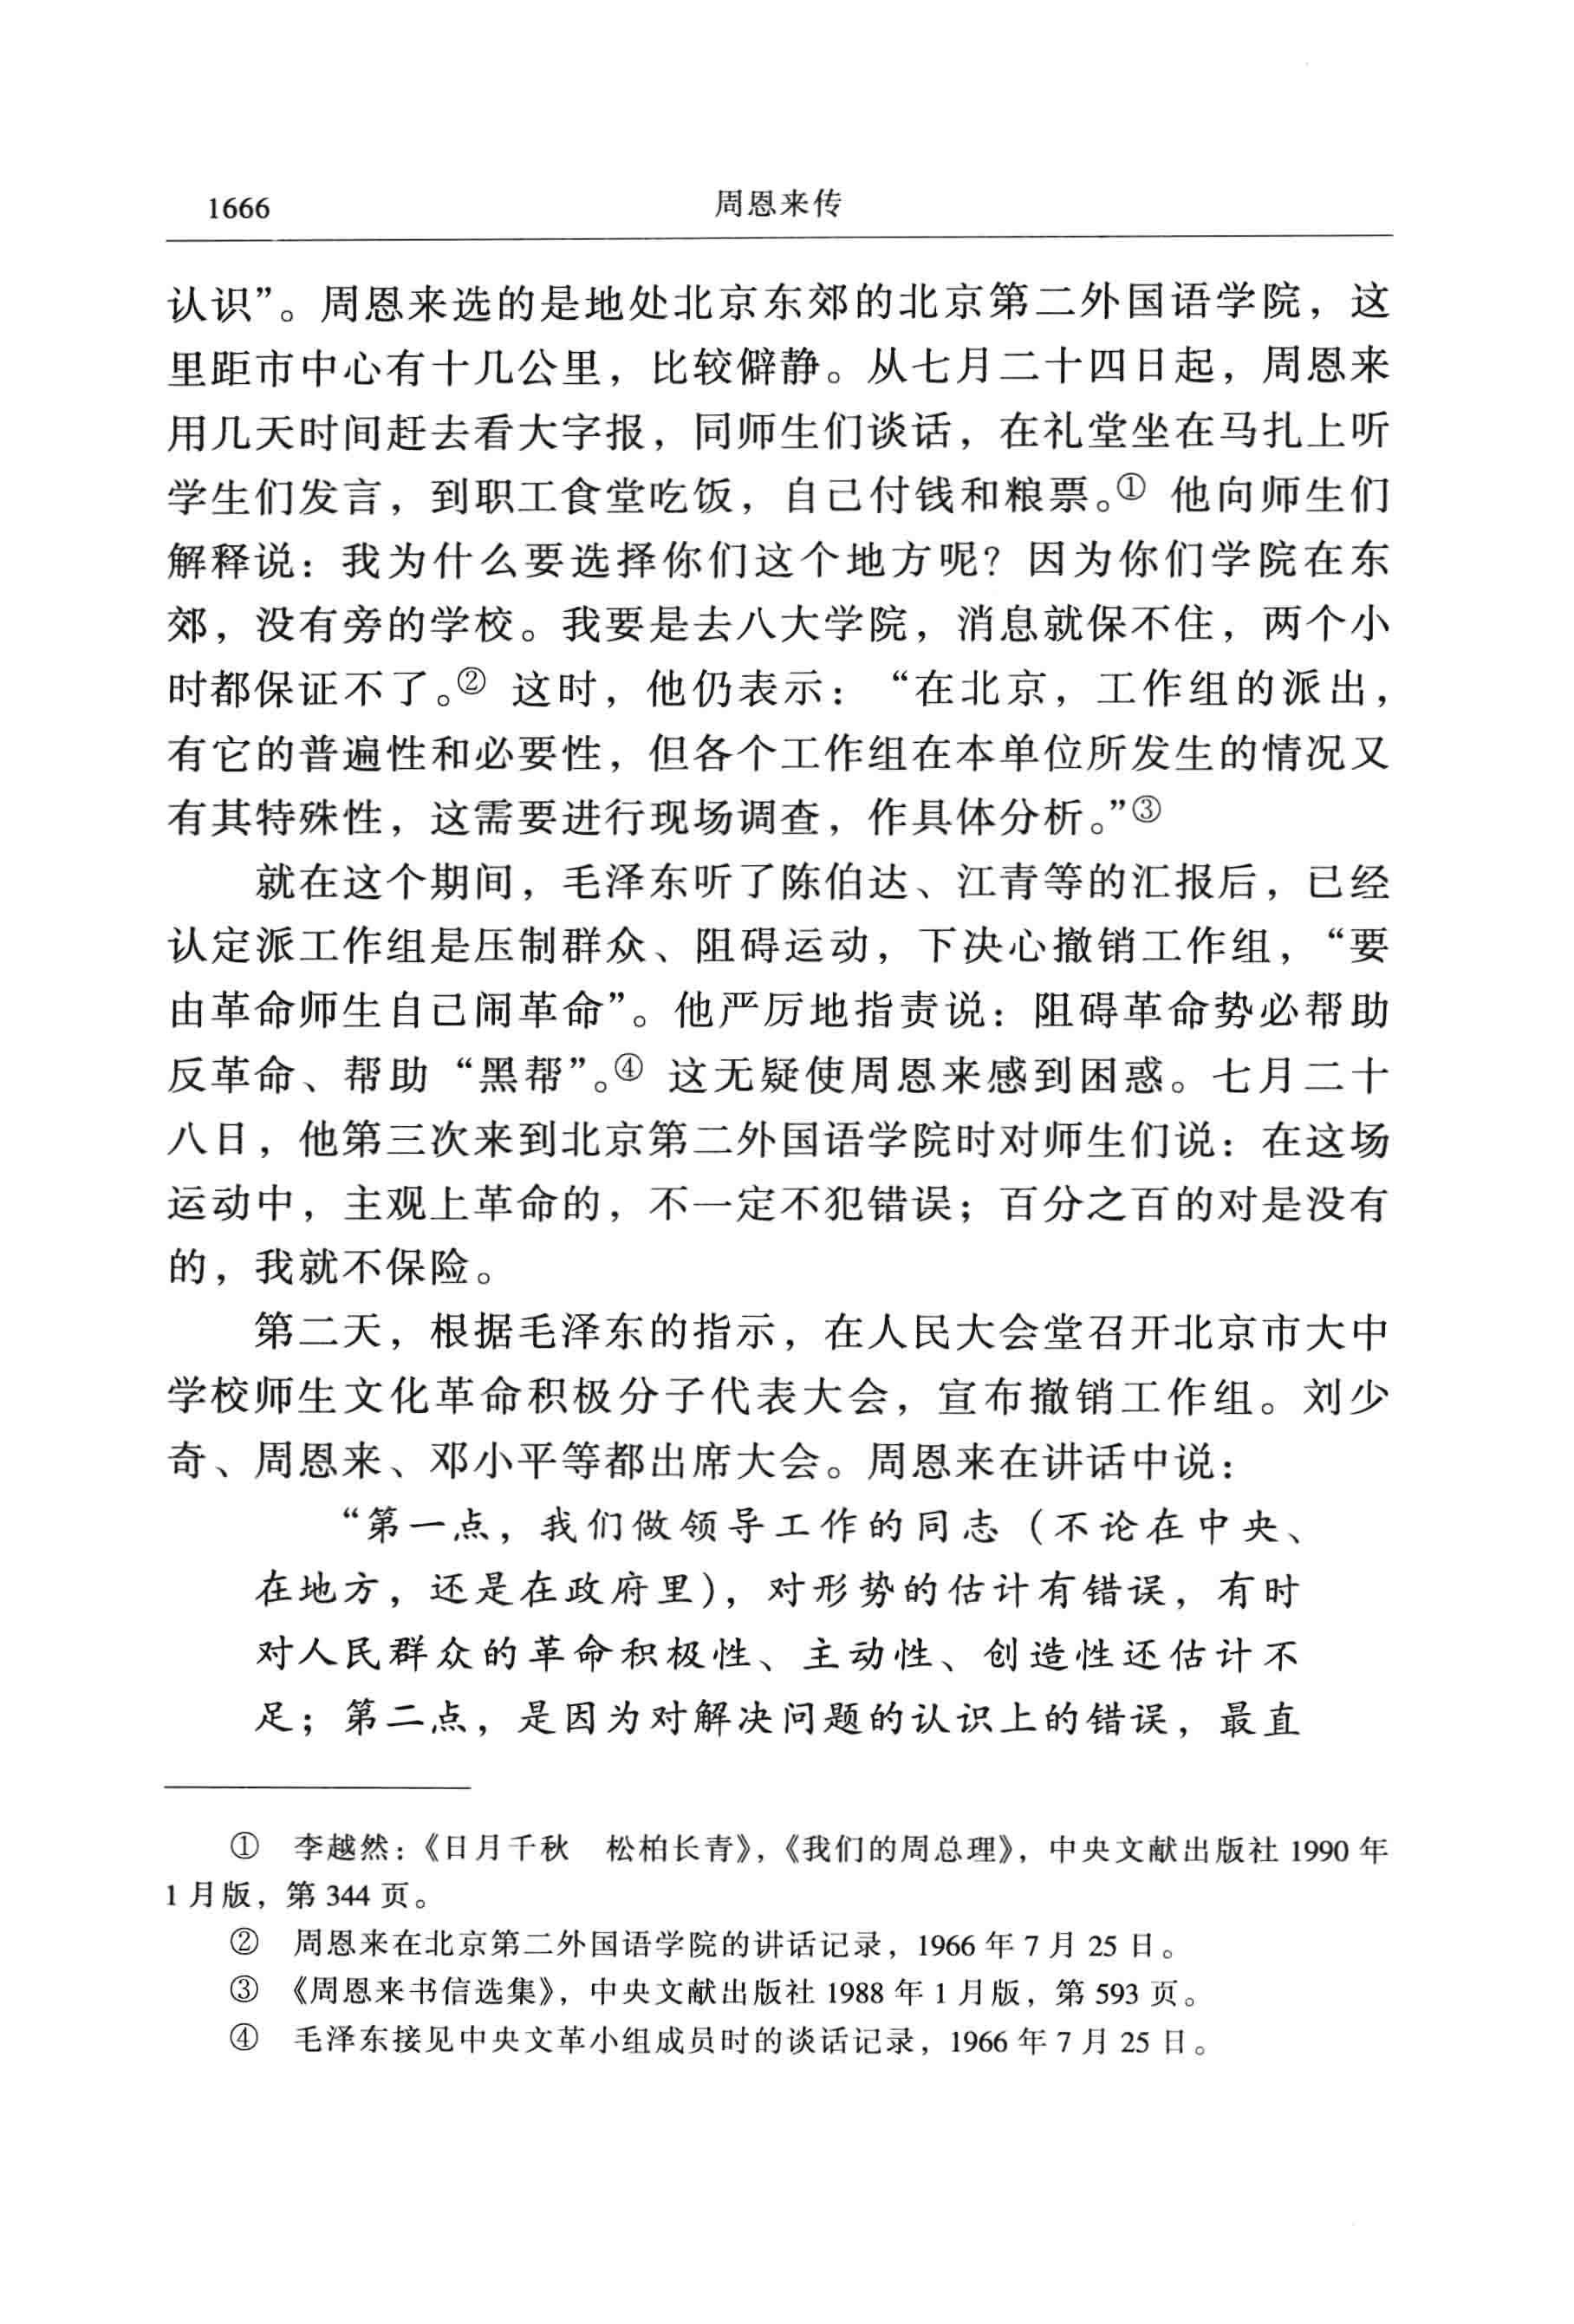 1666 周恩来传
认识”。周恩来选的是地处北京东郊的北京第二外国语学院，这
里距市中心有十几公里，比较僻静。从七月二十四日起，周恩来
用几天时间赶去看大字报，同师生们谈话，在礼堂坐在马扎上听
学生们发言，到职工食堂吃饭，自己付钱和粮票。① 他向师生们
解释说：我为什么要选择你们这个地方呢？因为你们学院在东
郊，没有旁的学校。我要是去八大学院，消息就保不住，两个小
时都保证不了。② 这时，他仍表示：“在北京，工作组的派出，
有它的普遍性和必要性，但各个工作组在本单位所发生的情况又
有其特殊性，这需要进行现场调查，作具体分析。”③
就在这个期间，毛泽东听了陈伯达、江青等的汇报后，已经
认定派工作组是压制群众、阻碍运动，下决心撤销工作组，“要
由革命师生自己闹革命”。他严厉地指责说：阻碍革命势必帮助
反革命、帮助“黑帮”。④ 这无疑使周恩来感到困惑。七月二十
八日，他第三次来到北京第二外国语学院时对师生们说：在这场
运动中，主观上革命的，不一定不犯错误；百分之百的对是没有
的，我就不保险。
第二天，根据毛泽东的指示，在人民大会堂召开北京市大中
学校师生文化革命积极分子代表大会，宣布撤销工作组。刘少
奇、周恩来、邓小平等都出席大会。周恩来在讲话中说：
“第一点，我们做领导工作的同志（不论在中央、
在地方，还是在政府里），对形势的估计有错误，有时
对人民群众的革命积极性、主动性、创造性还估计不
足；第二点，是因为对解决问题的认识上的错误，最直
① 李越然：《日月千秋 松柏长青》，《我们的周总理》，中央文献出版社 1990 年
1 月版，第 344 页。
② 周恩来在北京第二外国语学院的讲话记录，1966 年 7 月 25 日。
③ 《周恩来书信选集》，中央文献出版社 1988 年 1 月版，第 593 页。
④ 毛泽东接见中央文革小组成员时的谈话记录，1966 年 7 月 25 日。